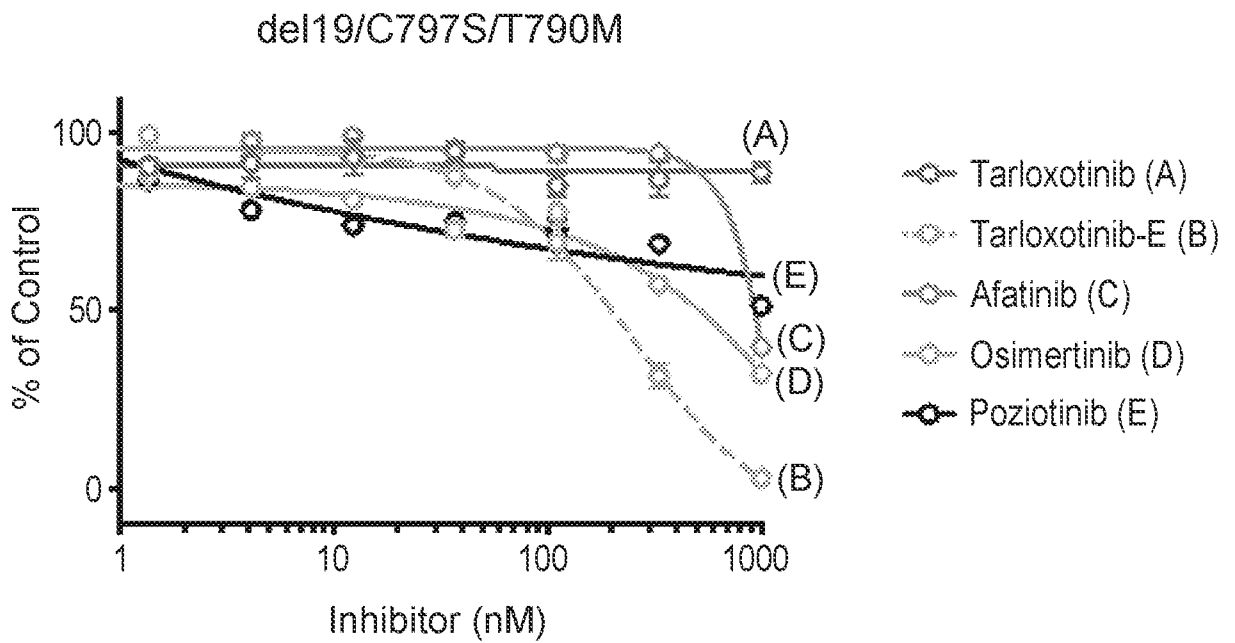 del19/C797S/T790M
% of Control
100
50
0
1
10
100
1000
Inhibitor (nM)
(A)
(E)
(C)
(D)
(B)
Tarloxotinib (A)
Tarloxotinib-E (B)
Afatinib (C)
Osimertinib (D)
Poziotinib (E)